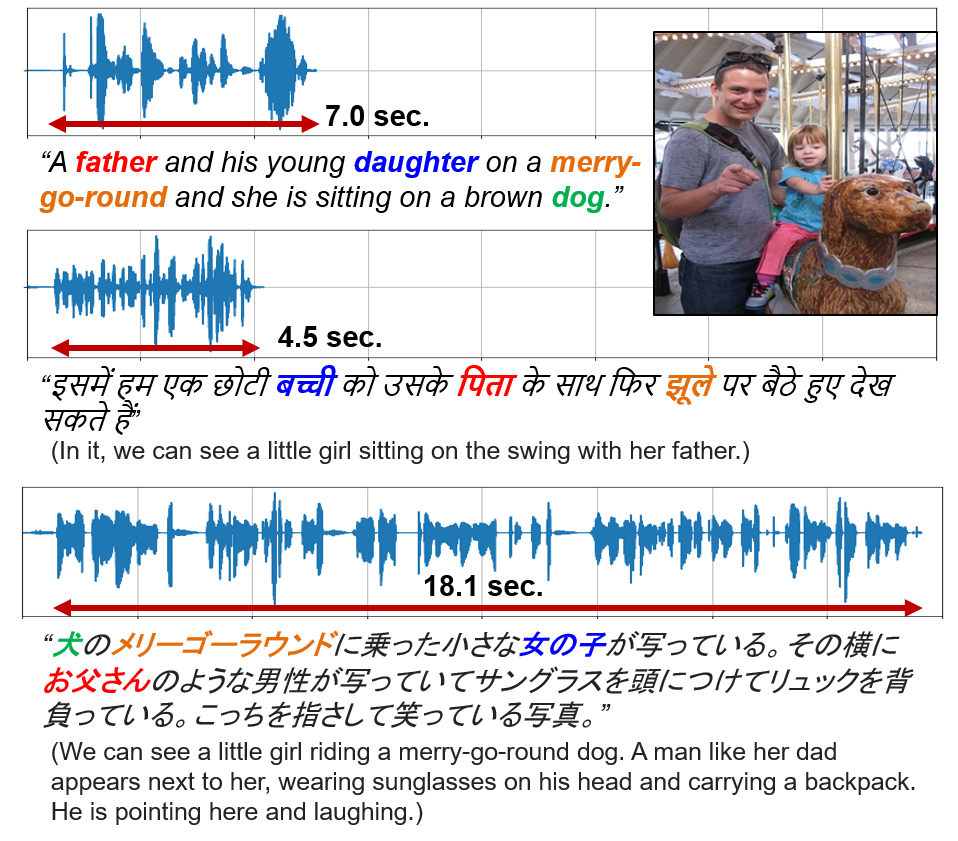 7.0 sec.
“A father and his young daughter on a merry-
go-round and she is sitting on a brown dog.”
4.5 sec.
“इसमें हम एक छोटी बच्ची को उसके पिता के साथ फिर झूले पर बैठे हुए देख
सकते हैं”
(In it, we can see a little girl sitting on the swing with her father.)
18.1 sec.
“犬のメリーゴーラウンドに乗った小さな女の子が写っている。その横に
お父さんのような男性が写っていてサングラスを頭につけてリュックを背
負っている。こっちを指さして笑っている写真。”
(We can see a little girl riding a merry-go-round dog. A man like her dad
appears next to her, wearing sunglasses on his head and carrying a backpack.
He is pointing here and laughing.)